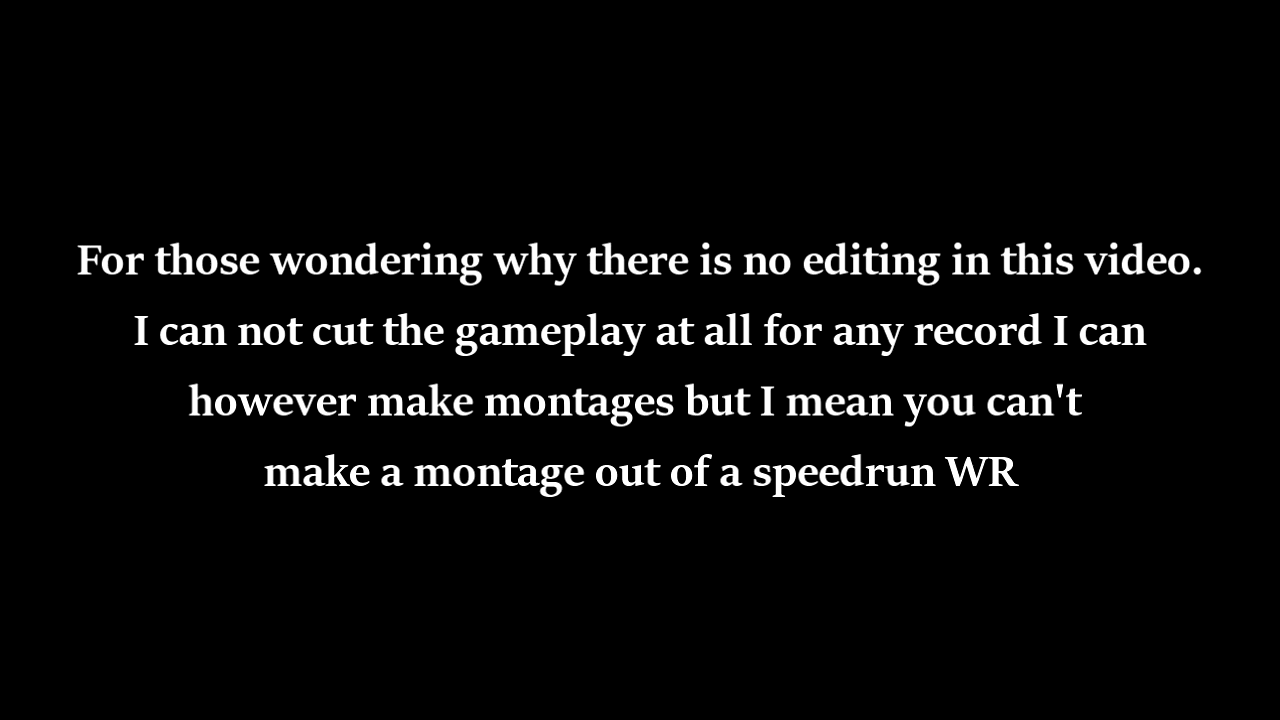 For those wondering why there is no editing in this video.
I can not cut the gameplay at all for any record I can
however make montages but I mean you can't
make a montage out of a speedrun WR